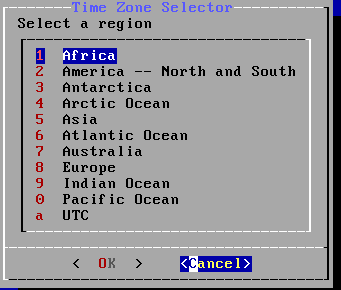 Time Zone Selector
Select a region
1 Africa
2 America -- North and South
3 Antarctica
4 Arctic Ocean
5 Asia
6 Atlantic Ocean
7 Australia
8 Europe
9 Indian Ocean
0 Pacific Ocean
a UTC
< OK > <Cancel>